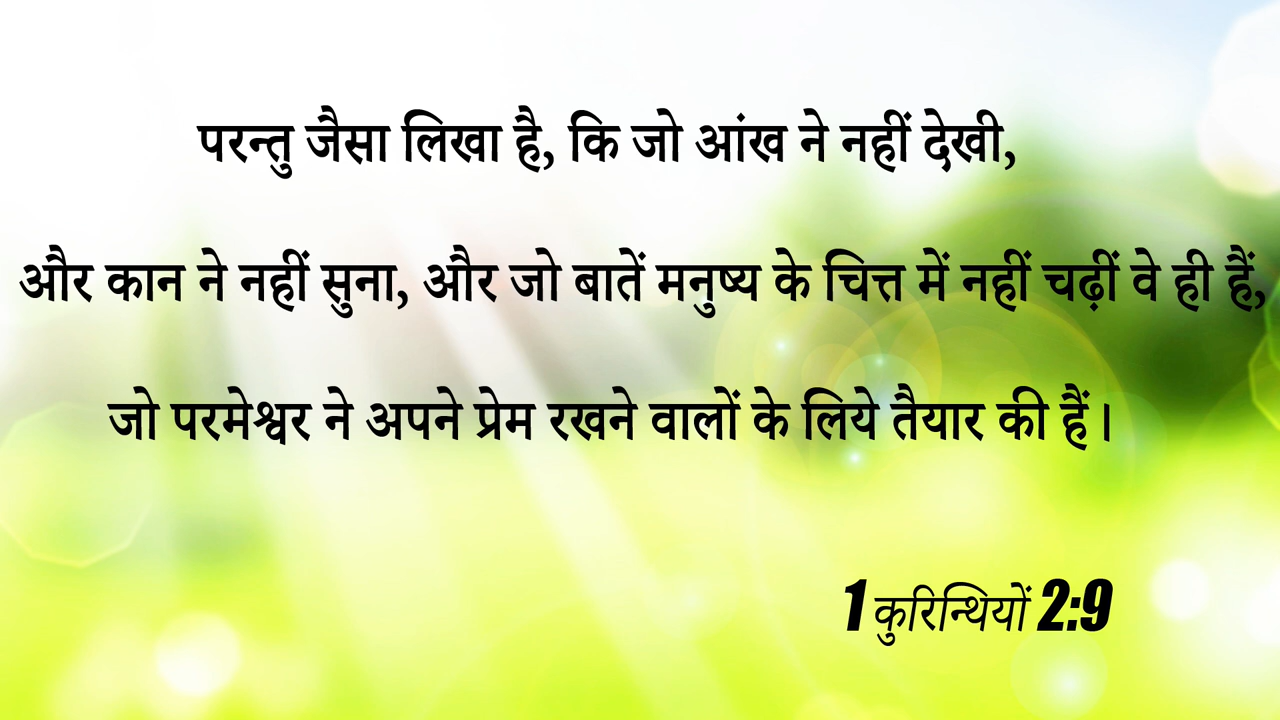 परन्तु जैसा लिखा है, कि जो आंख ने नहीं देखी,
और कान ने नहीं सुना, और जो बातें मनुष्य के चित्त में नहीं चढ़ीं वे ही हैं,
जो परमेश्वर ने अपने प्रेम रखने वालों के लिये तैयार की हैं।
1 कुरिन्थियों 2:9